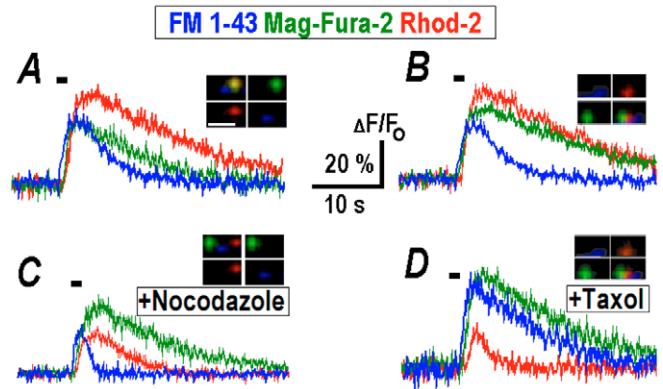 FM 1-43 Mag-Fura-2 Rhod-2
A
B
ΔF/Fo
20 %
10 s
C
+Nocodazole
D
+Taxol